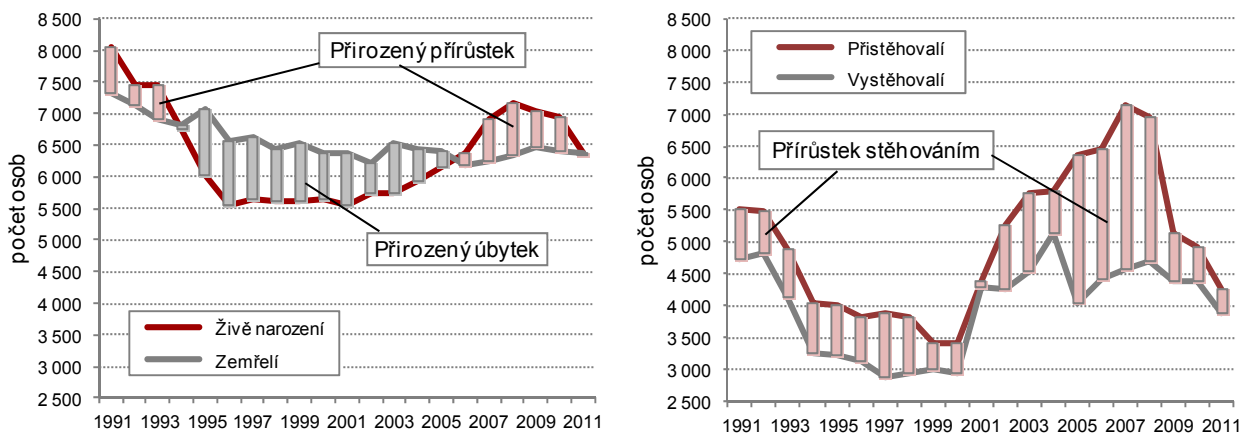 8 500
8 000
7 500
7 000
6 500
6 000
5 500
5 000
4 500
4 000
3 500
3 000
2 500
počet osob
Přirozený přírůstek
Přirozený úbytek
Živě narození
Zemřelí
1991 1993 1995 1997 1999 2001 2003 2005 2007 2009 2011
8 500
8 000
7 500
7 000
6 500
6 000
5 500
5 000
4 500
4 000
3 500
3 000
2 500
počet osob
Přistěhovalí
Vystěhovalí
Přírůstek stěhováním
1991 1993 1995 1997 1999 2001 2003 2005 2007 2009 2011